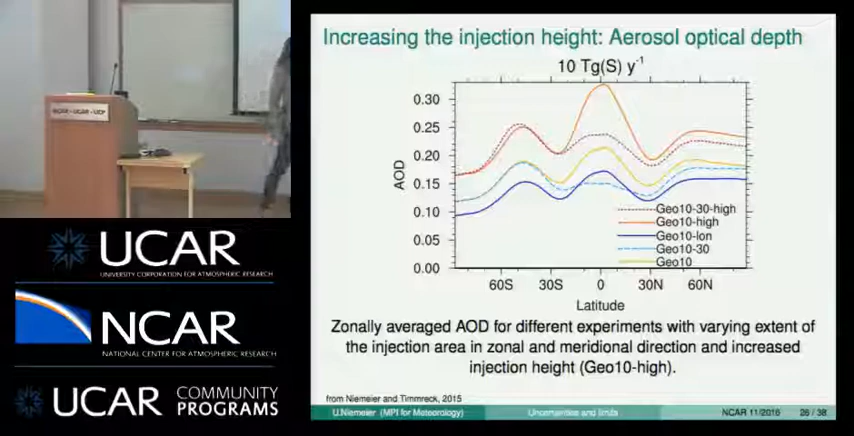 NCAR - UCAR - UCP
UCAR
UNIVERSITY CORPORATION FOR ATMOSPHERIC RESEARCH
NCAR
NATIONAL CENTER FOR ATMOSPHERIC RESEARCH
UCAR COMMUNITY PROGRAMS
Increasing the injection height: Aerosol optical depth
10 Tg(S) y-1
AOD
0.30
0.25
0.20
0.15
0.10
0.05
0.00
Geo10-30-high
Geo10-high
Geo10-lon
Geo10-30
Geo10
60S 30S 0 30N 60N
Latitude
Zonally averaged AOD for different experiments with varying extent of
the injection area in zonal and meridional direction and increased
injection height (Geo10-high).
from Niemeier and Timmreck, 2015
U.Niemeier (MPI for Meteorology) Uncertainties and limits NCAR 11/2016 26 / 38